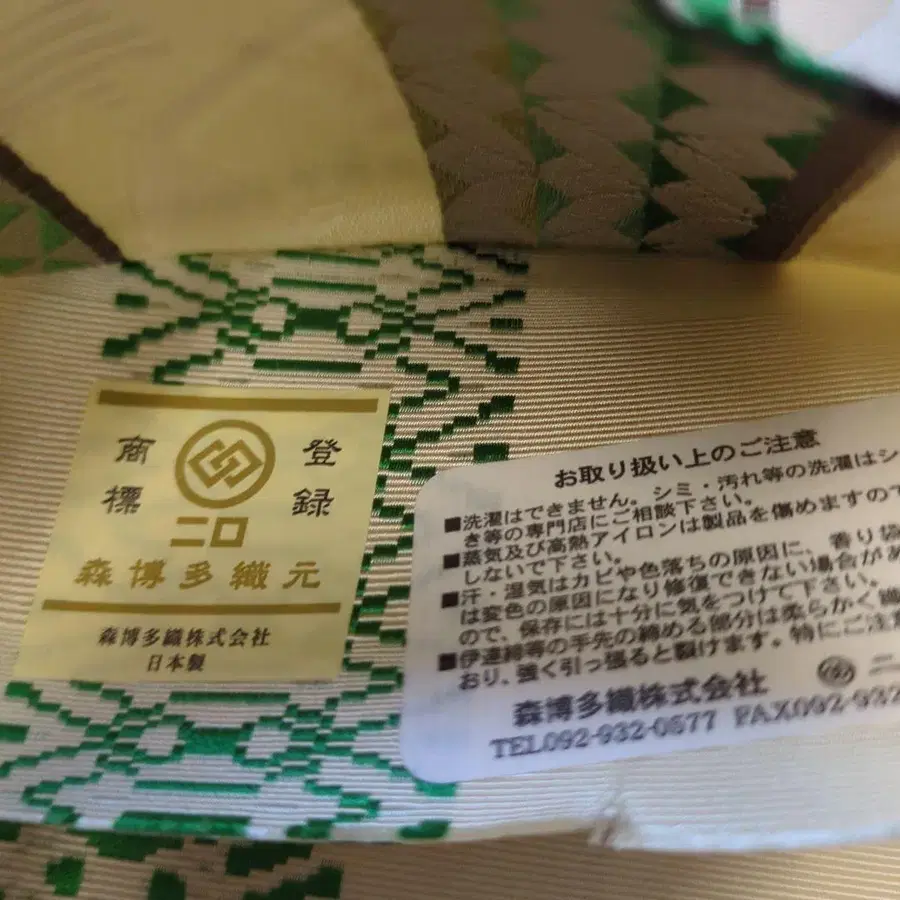 登録
商標
二口
森博多織元
森博多織株式会社
日本製
お取り扱い上のご注意
■洗濯はできません。シミ・汚れ等の洗濯はシ
き等の専門店にご相談下さい。
■蒸気及び高熱アイロンは製品を傷めますので
しないで下さい。
■汗・湿気はカビや色落ちの原因に、香り袋
は変色の原因になり修復できない場合があ
ので、保存には十分に気をつけて下さい。
■伊達締等の手先の締める部分は柔らかく織
おり、強く引っ張ると裂けます。特にご注意
二
森博多織株式会社
TEL092-932-0577 FAX092-932